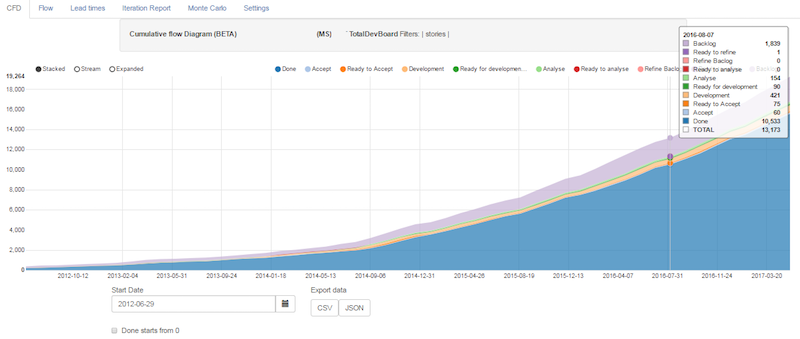 CFD Flow Lead times Iteration Report Monte Carlo Settings
Cumulative flow Diagram (BETA) (MS) `TotalDevBoard Filters: | stories |
Stacked Stream Expanded
Done Accept Ready to Accept Development Ready for developmen... Analyse Ready to analyse Refine Backlog
2016-08-07
Backlog 1,839
Ready to refine 1
Refine Baclog 0
Ready to analyse 0
Analyse 154
Ready for development 90
Development 421
Ready to Accept 75
Accept 60
Done 10,533
TOTAL 13,173
19,264
18,000
16,000
14,000
12,000
10,000
8,000
6,000
4,000
2,000
0
2012-10-12 2013-02-04 2013-05-31 2013-09-24 2014-01-18 2014-05-13 2014-09-06 2014-12-31 2015-04-26 2015-08-19 2015-12-13 2016-04-07 2016-07-31 2016-11-24 2017-03-20
Start Date
2012-06-29
Export data
CSV JSON
Done starts from 0